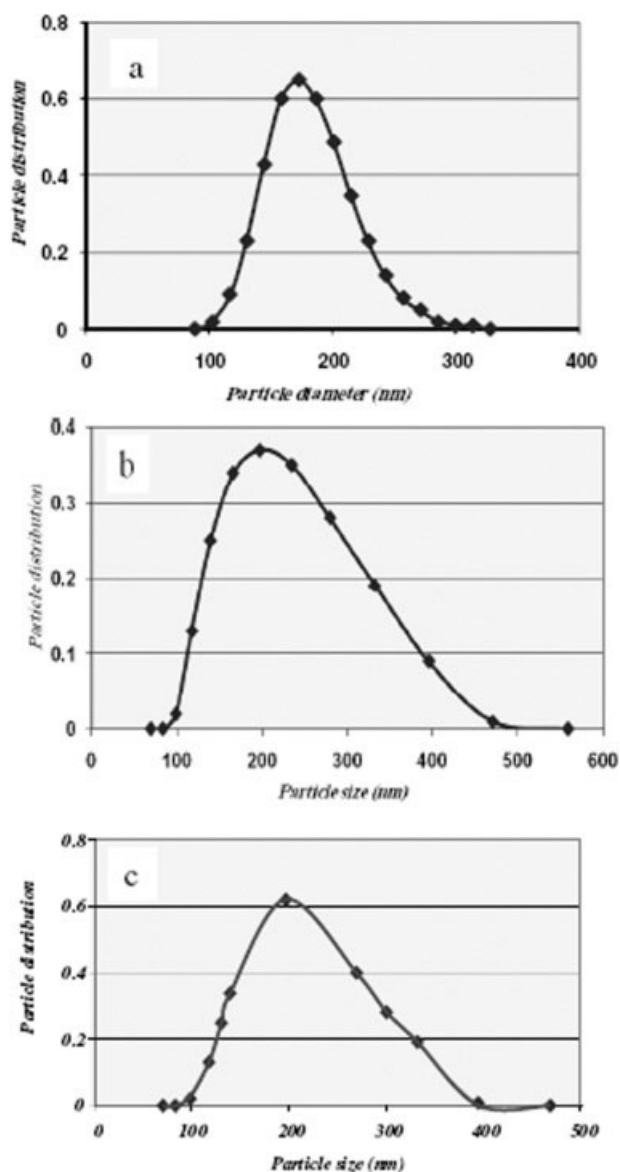 a
Particle distribution
0.8
0.6
0.4
0.2
0
0 100 200 300 400
Particle diameter (nm)
b
Particle distribution
0.4
0.3
0.2
0.1
0
0 100 200 300 400 500 600
Particle size (nm)
c
Particle distribution
0.8
0.6
0.4
0.2
0
0 100 200 300 400 500
Particle size (nm)